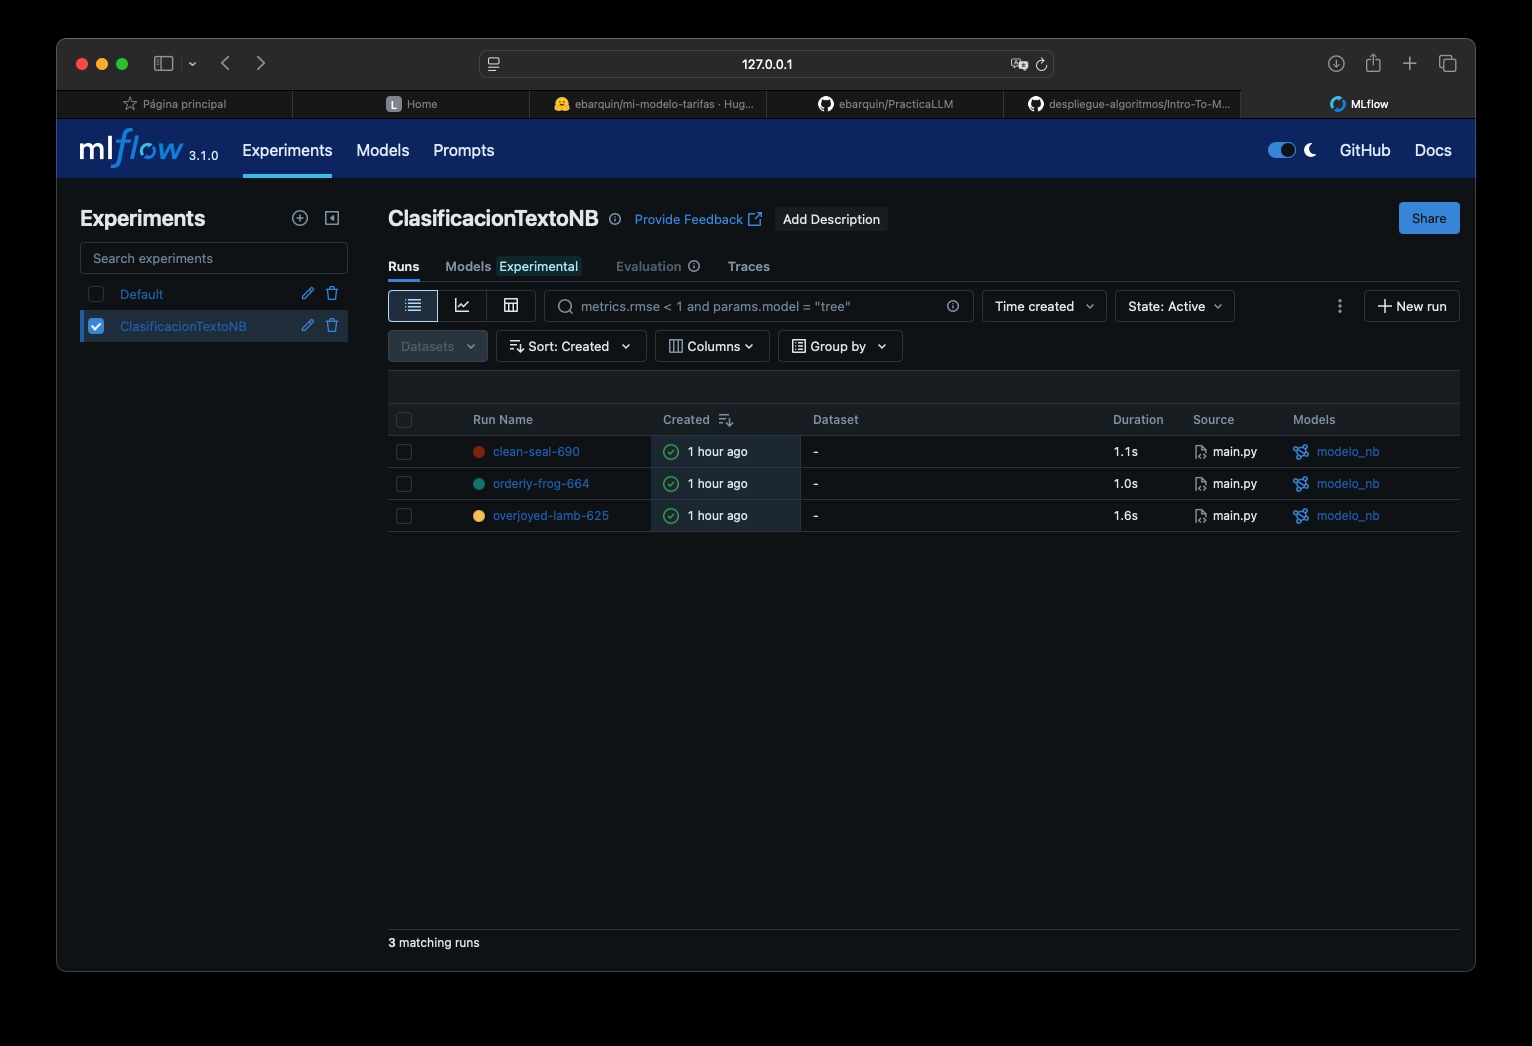 127.0.0.1
Página principal
L Home
ebarquin/mi-modelo-tarifas · Hug...
ebarquin/PracticaLLM
despliegue-algoritmos/Intro-To-M...
MLflow
mlflow 3.1.0
Experiments
Models
Prompts
GitHub
Docs
Experiments
Search experiments
Default
ClasificacionTextoNB
ClasificacionTextoNB
Provide Feedback
Add Description
Share
Runs
Models Experimental
Evaluation
Traces
metrics.rmse < 1 and params.model = "tree"
Time created
State: Active
New run
Datasets
Sort: Created
Columns
Group by
Run Name Created Dataset Duration Source Models
clean-seal-690 1 hour ago - 1.1s main.py modelo_nb
orderly-frog-664 1 hour ago - 1.0s main.py modelo_nb
overjoyed-lamb-625 1 hour ago - 1.6s main.py modelo_nb
3 matching runs